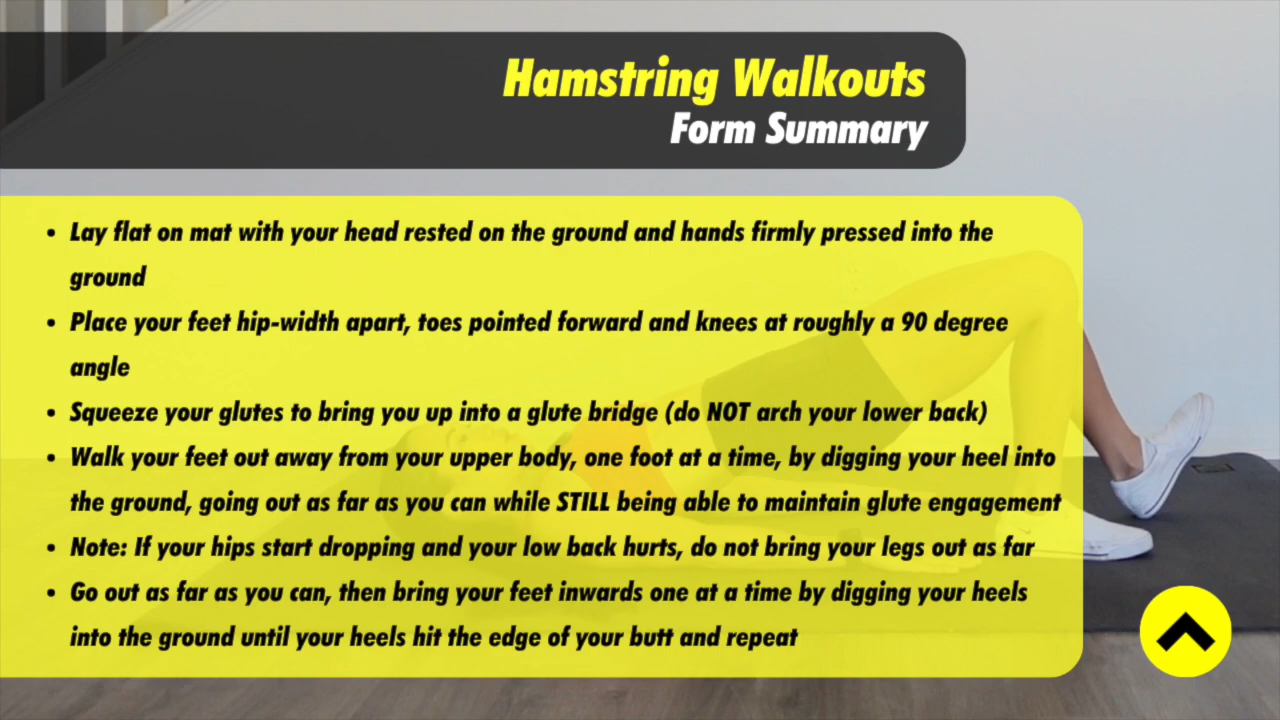 Hamstring Walkouts
Form Summary
• Lay flat on mat with your head rested on the ground and hands firmly pressed into the
ground
• Place your feet hip-width apart, toes pointed forward and knees at roughly a 90 degree
angle
• Squeeze your glutes to bring you up into a glute bridge (do NOT arch your lower back)
• Walk your feet out away from your upper body, one foot at a time, by digging your heel into
the ground, going out as far as you can while STILL being able to maintain glute engagement
• Note: If your hips start dropping and your low back hurts, do not bring your legs out as far
• Go out as far as you can, then bring your feet inwards one at a time by digging your heels
into the ground until your heels hit the edge of your butt and repeat